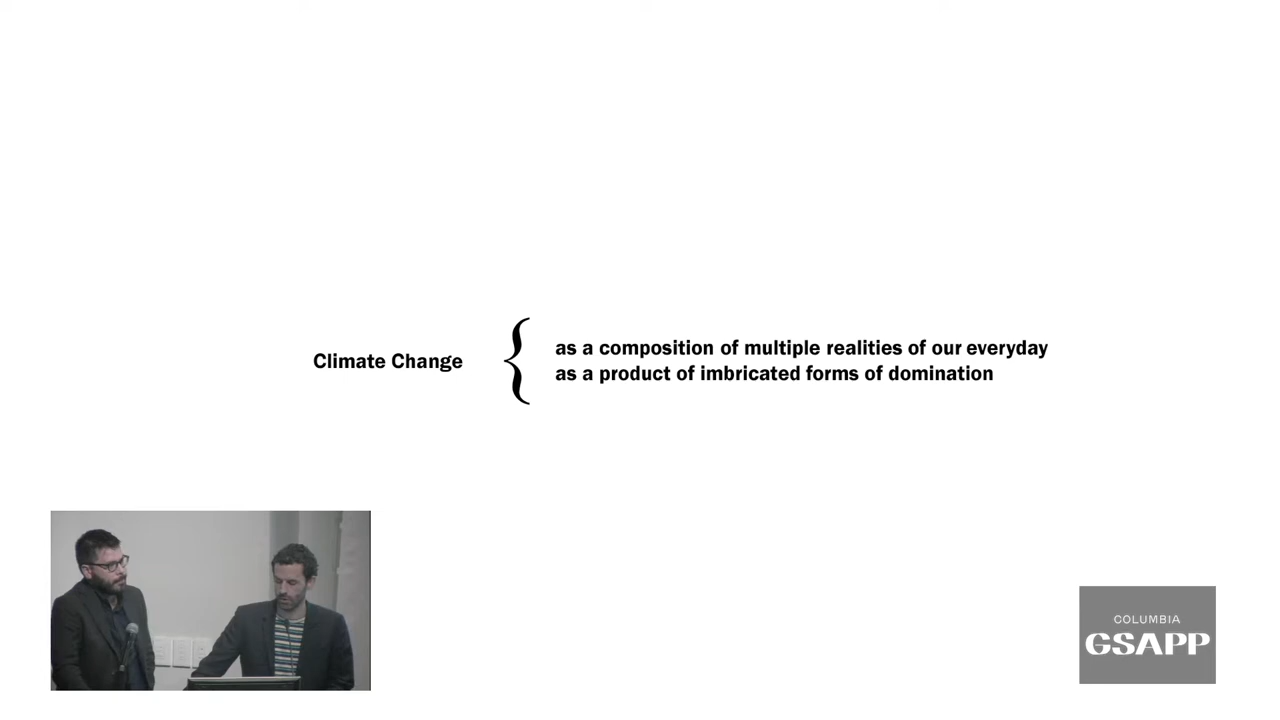 Climate Change
as a composition of multiple realities of our everyday
as a product of imbricated forms of domination
COLUMBIA
GSAPP